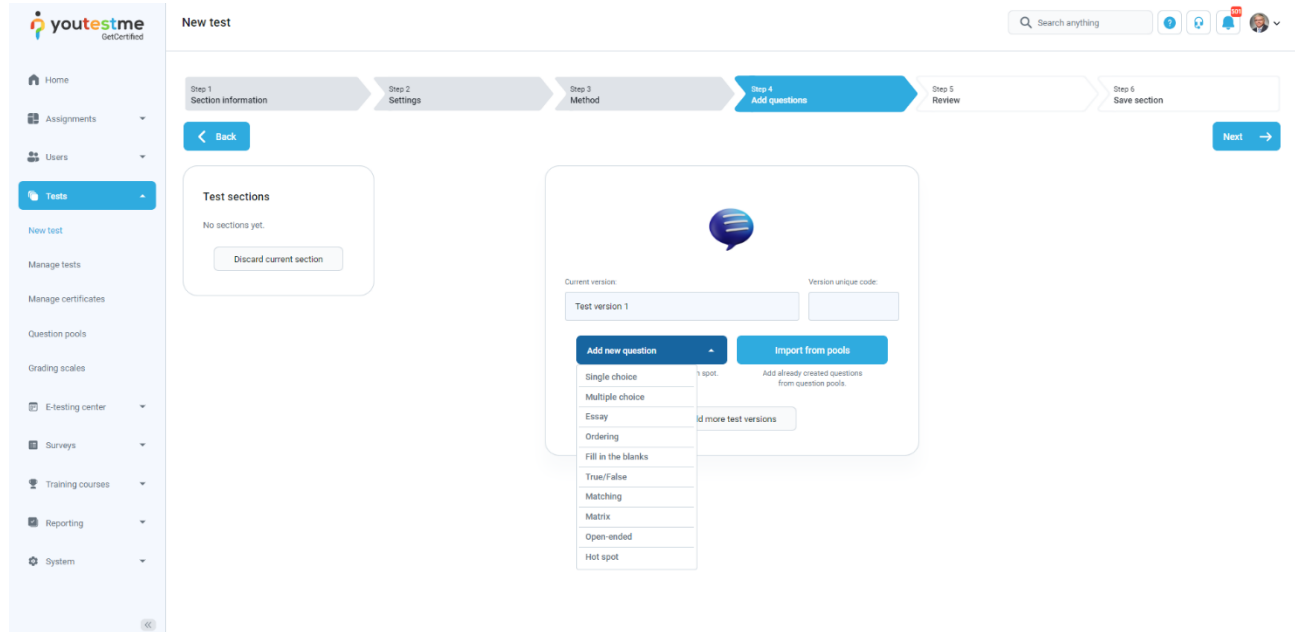 youtestme
GetCertified
New test
Search anything
?
501
Home
Assignments
Users
Tests
New test
Manage tests
Manage certificates
Question pools
Grading scales
E-testing center
Surveys
Training courses
Reporting
System
Step 1
Section information
Step 2
Settings
Step 3
Method
Step 4
Add questions
Step 5
Review
Step 6
Save section
Back
Next
Test sections
No sections yet.
Discard current section
Current version:
Version unique code:
Test version 1
Add new question
Import from pools
spot.
Add already created questions
from question pools.
more test versions
Single choice
Multiple choice
Essay
Ordering
Fill in the blanks
True/False
Matching
Matrix
Open-ended
Hot spot